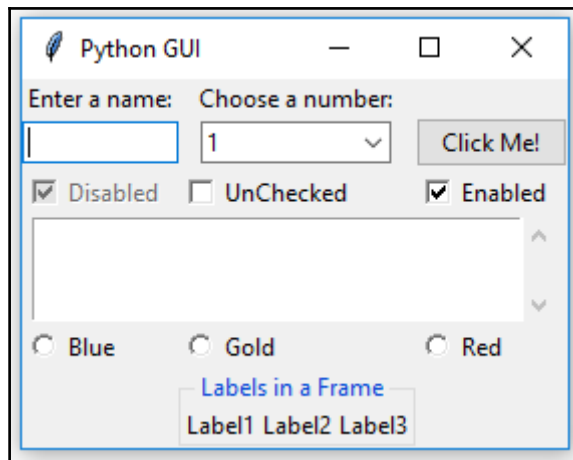 Python GUI
Enter a name: Choose a number:
1 Click Me!
Disabled UnChecked Enabled
Blue Gold Red
Labels in a Frame
Label1 Label2 Label3